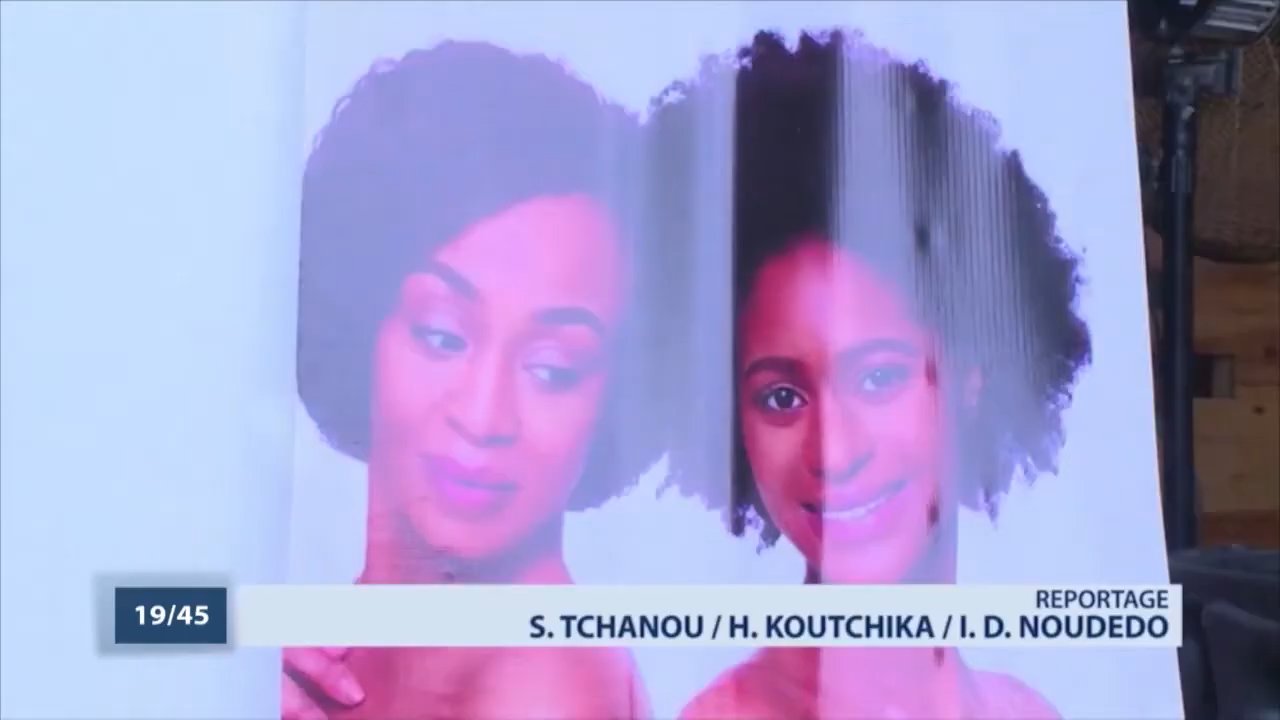 19/45
REPORTAGE
S. TCHANOU / H. KOUTCHIKA / I. D. NOUDEDO